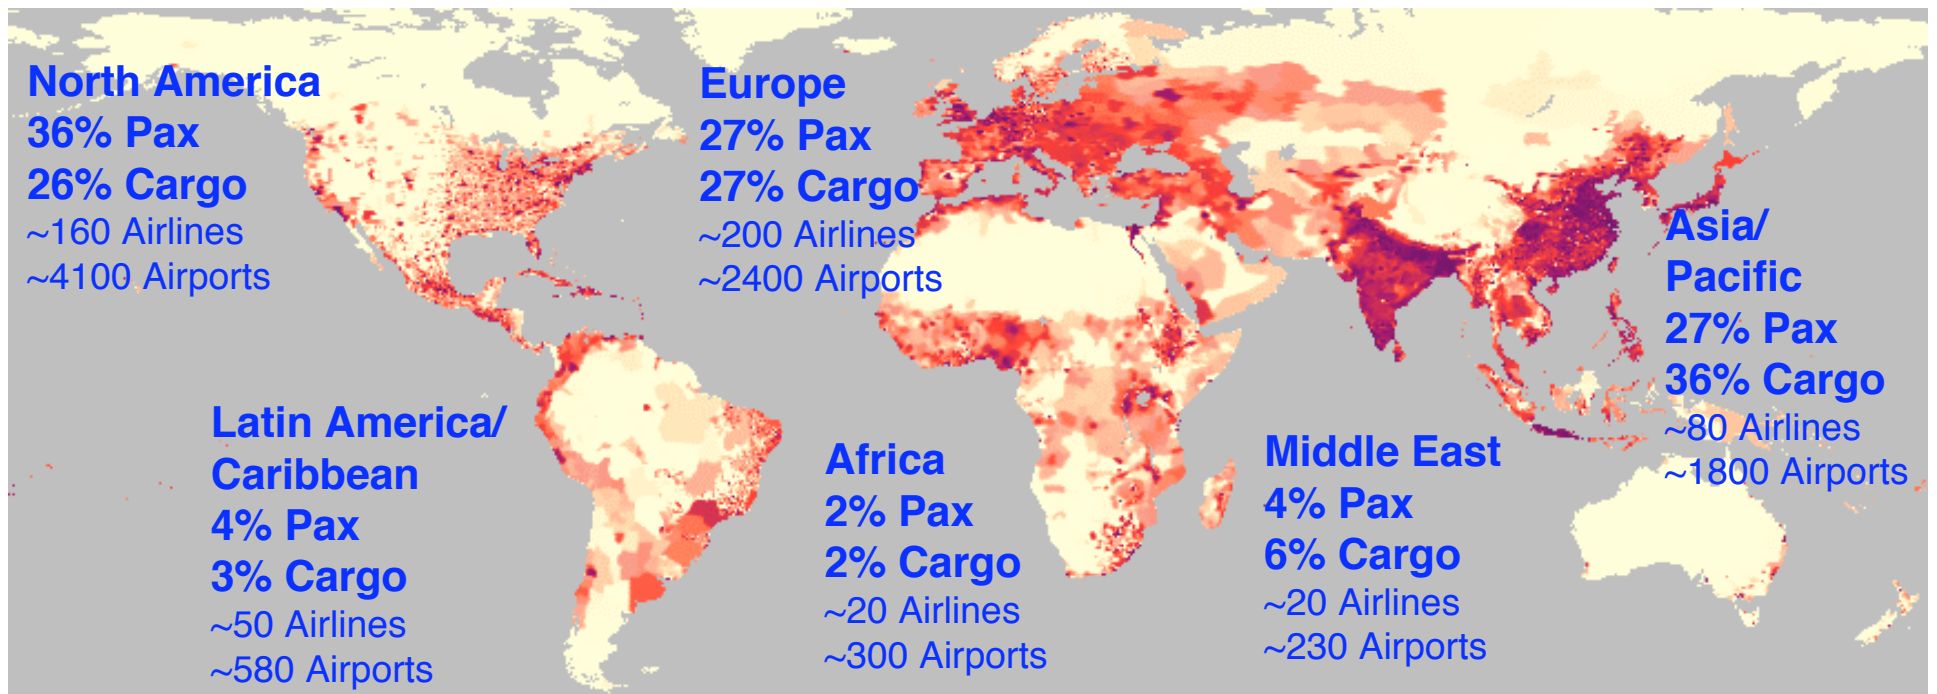 North America
36% Pax
26% Cargo
~160 Airlines
~4100 Airports
Europe
27% Pax
27% Cargo
~200 Airlines
~2400 Airports
Asia/
Pacific
27% Pax
36% Cargo
~80 Airlines
~1800 Airports
Latin America/
Caribbean
4% Pax
3% Cargo
~50 Airlines
~580 Airports
Africa
2% Pax
2% Cargo
~20 Airlines
~300 Airports
Middle East
4% Pax
6% Cargo
~20 Airlines
~230 Airports